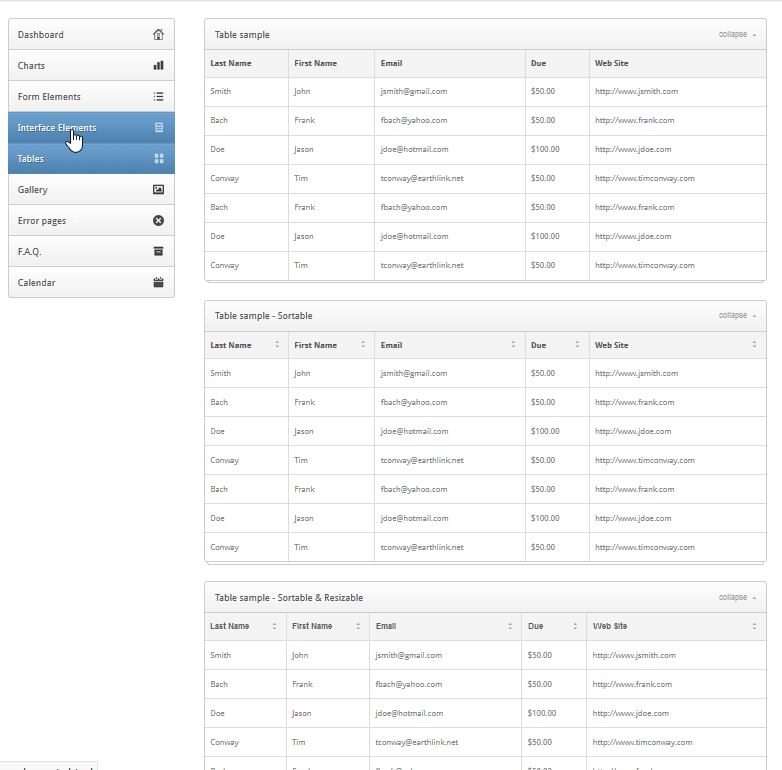 Dashboard
Charts
Form Elements
Interface Elements
Tables
Gallery
Error pages
F.A.Q.
Calendar
Table sample collapse
Last Name First Name Email Due Web Site
Smith John jsmith@gmail.com $50.00 http://www.jsmith.com
Bach Frank fbach@yahoo.com $50.00 http://www.frank.com
Doe Jason jdoe@hotmail.com $100.00 http://www.jdoe.com
Conway Tim tconway@earthlink.net $50.00 http://www.timconway.com
Bach Frank fbach@yahoo.com $50.00 http://www.frank.com
Doe Jason jdoe@hotmail.com $100.00 http://www.jdoe.com
Conway Tim tconway@earthlink.net $50.00 http://www.timconway.com
Table sample - Sortable collapse
Last Name First Name Email Due Web Site
Smith John jsmith@gmail.com $50.00 http://www.jsmith.com
Bach Frank fbach@yahoo.com $50.00 http://www.frank.com
Doe Jason jdoe@hotmail.com $100.00 http://www.jdoe.com
Conway Tim tconway@earthlink.net $50.00 http://www.timconway.com
Bach Frank fbach@yahoo.com $50.00 http://www.frank.com
Doe Jason jdoe@hotmail.com $100.00 http://www.jdoe.com
Conway Tim tconway@earthlink.net $50.00 http://www.timconway.com
Table sample - Sortable & Resizable collapse
Last Name First Name Email Due Web Site
Smith John jsmith@gmail.com $50.00 http://www.jsmith.com
Bach Frank fbach@yahoo.com $50.00 http://www.frank.com
Doe Jason jdoe@hotmail.com $100.00 http://www.jdoe.com
Conway Tim tconway@earthlink.net $50.00 http://www.timconway.com